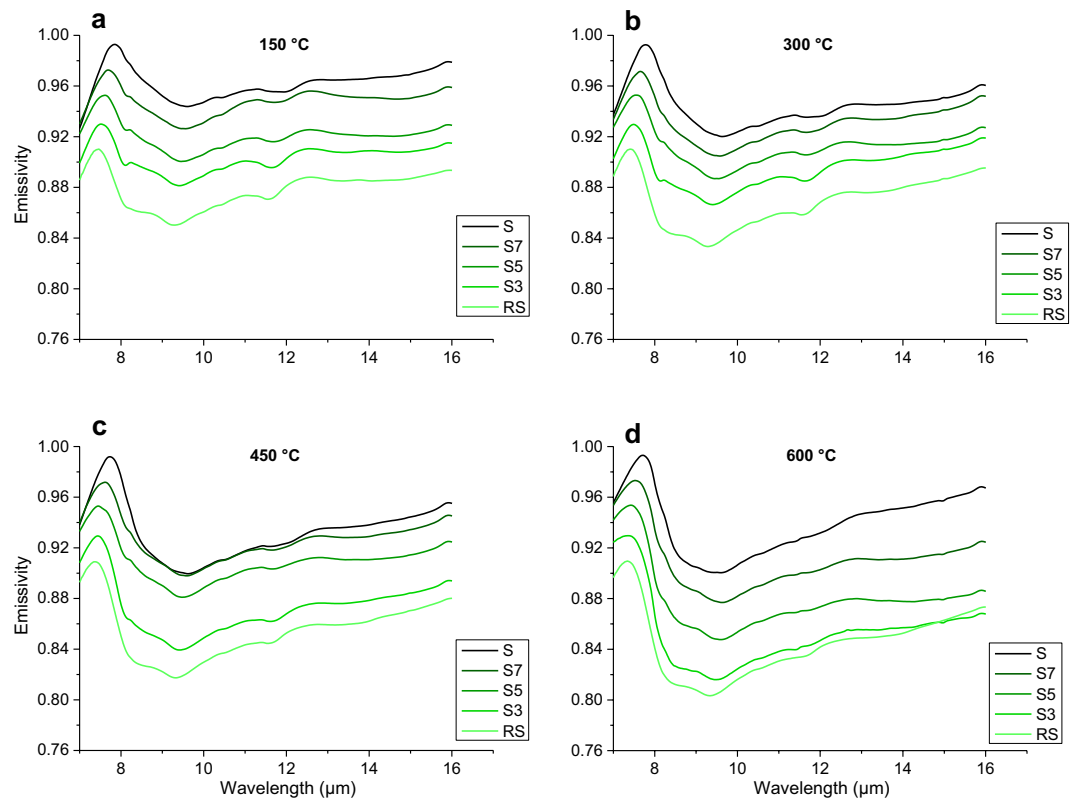 a
150 °C
1.00
0.96
0.92
0.88
0.84
0.80
0.76
Emissivity
8 10 12 14 16
S
S7
S5
S3
RS
b
300 °C
1.00
0.96
0.92
0.88
0.84
0.80
0.76
8 10 12 14 16
S
S7
S5
S3
RS
c
450 °C
1.00
0.96
0.92
0.88
0.84
0.80
0.76
Emissivity
8 10 12 14 16
Wavelength (µm)
S
S7
S5
S3
RS
d
600 °C
1.00
0.96
0.92
0.88
0.84
0.80
0.76
8 10 12 14 16
Wavelength (µm)
S
S7
S5
S3
RS